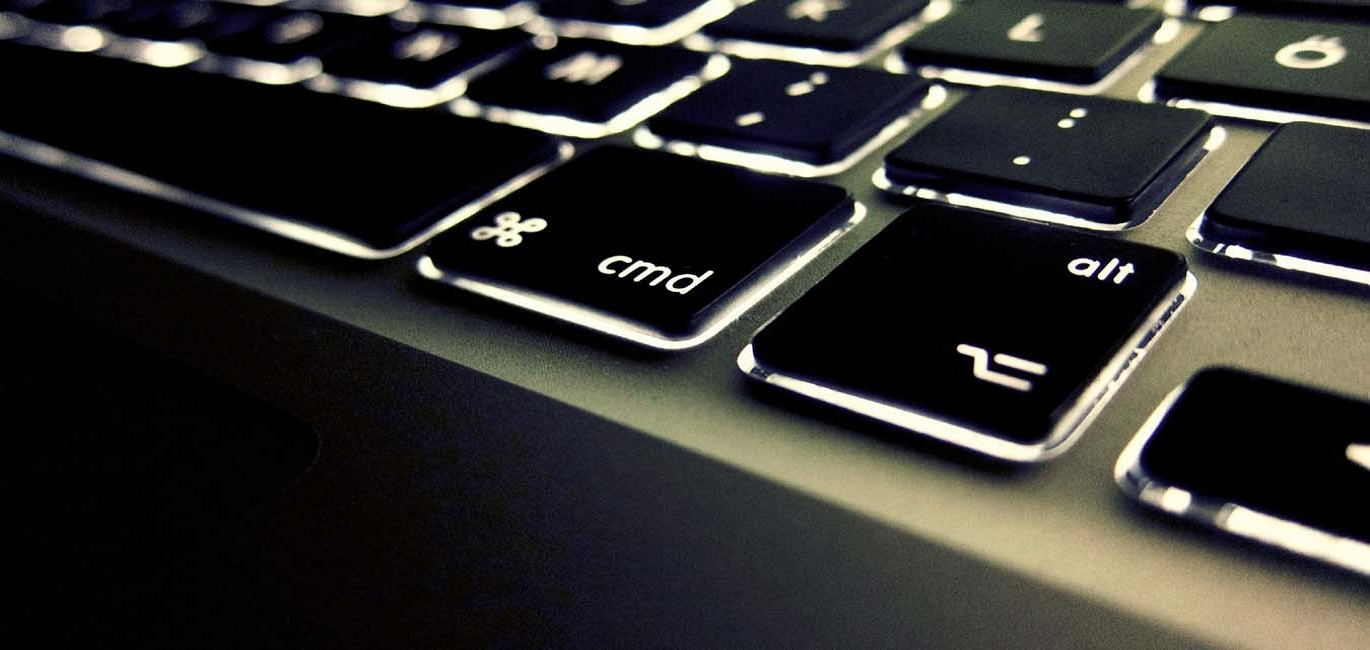 K L Ö
N M ; , : .
⌘ cmd alt ⌥